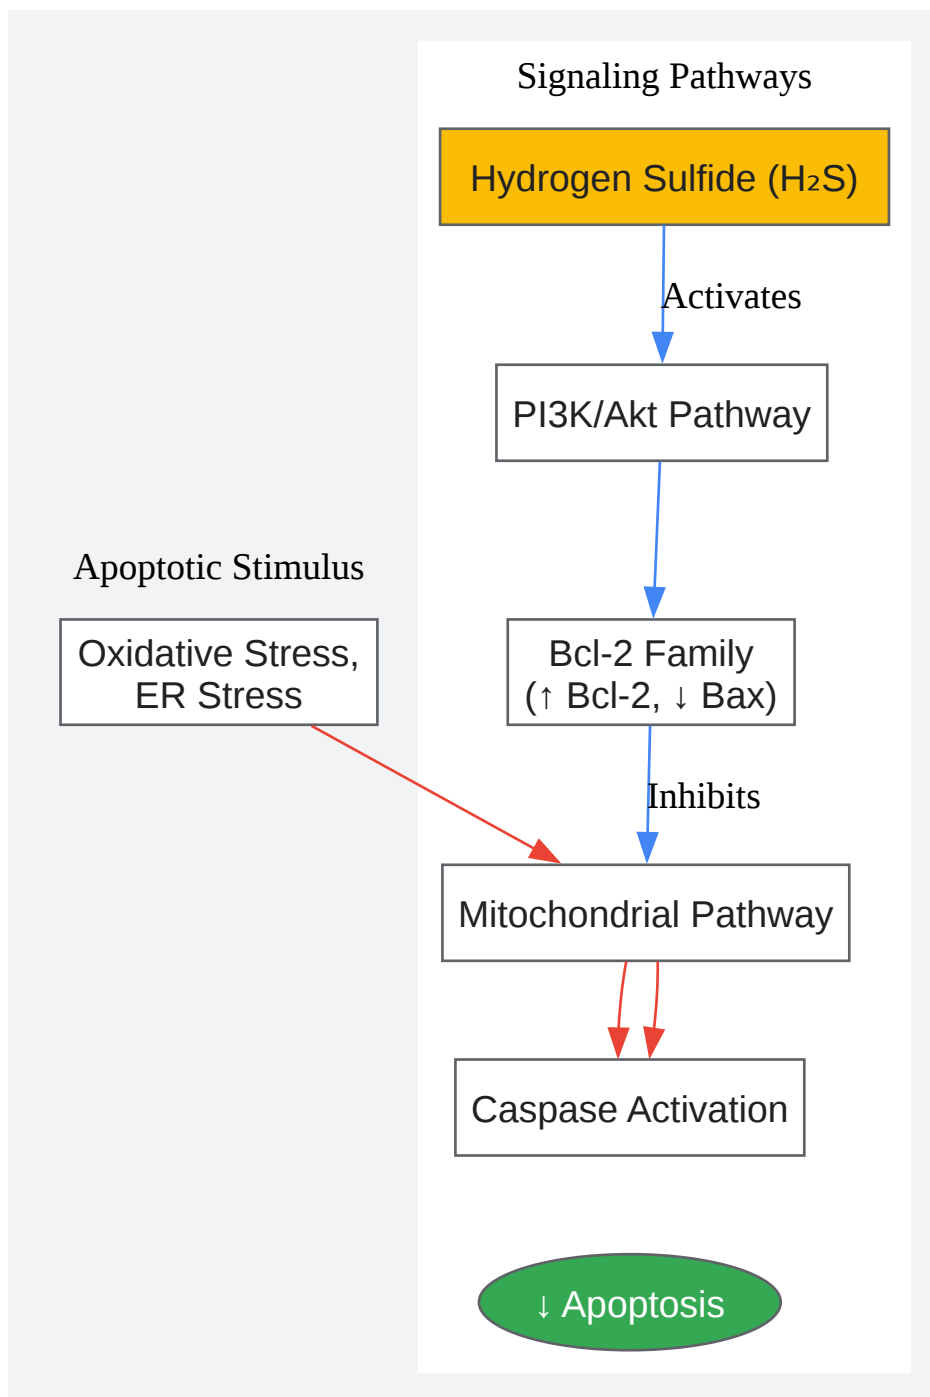 Signaling Pathways
Hydrogen Sulfide (H₂S)
Activates
PI3K/Akt Pathway
Apoptotic Stimulus
Oxidative Stress,
ER Stress
Bcl-2 Family
(↑ Bcl-2, ↓ Bax)
Inhibits
Mitochondrial Pathway
Caspase Activation
↓ Apoptosis